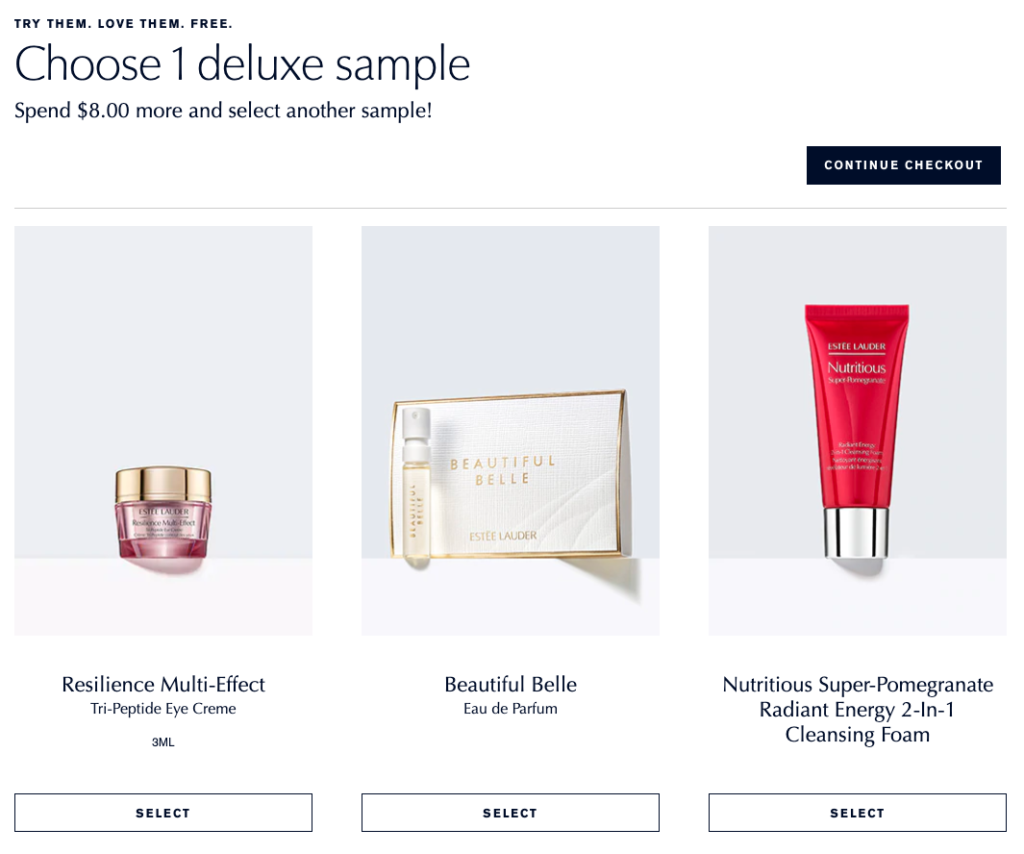 TRY THEM. LOVE THEM. FREE.
Choose 1 deluxe sample
Spend $8.00 more and select another sample!
CONTINUE CHECKOUT
ESTĒE LAUDER
Resilience Multi-Effect
BEAUTIFUL
BELLE
BEAUTIFUL
BELLE
ESTĒE LAUDER
ESTĒE LAUDER
Nutritious
Super-Pomegranate
Radiant Energy
2-in-1 Cleansing Foam
Resilience Multi-Effect
Tri-Peptide Eye Creme
3ML
Beautiful Belle
Eau de Parfum
Nutritious Super-Pomegranate
Radiant Energy 2-In-1
Cleansing Foam
SELECT
SELECT
SELECT